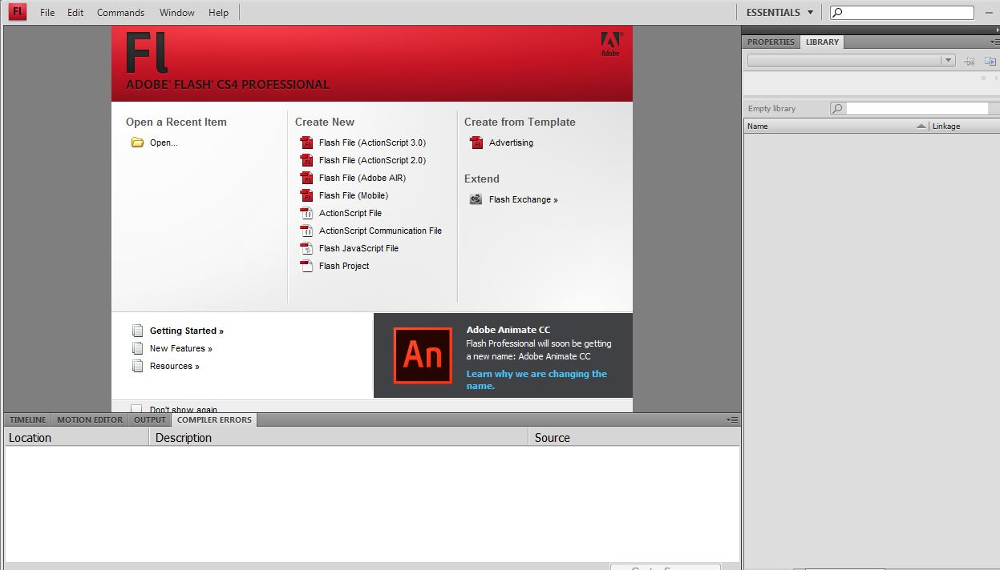 Fl
File Edit Commands Window Help
ESSENTIALS
Fl
Adobe
ADOBE® FLASH® CS4 PROFESSIONAL
Open a Recent Item
Open...
Create New
Flash File (ActionScript 3.0)
Flash File (ActionScript 2.0)
Flash File (Adobe AIR)
Flash File (Mobile)
ActionScript File
ActionScript Communication File
Flash JavaScript File
Flash Project
Create from Template
Advertising
Extend
Flash Exchange »
Getting Started »
New Features »
Resources »
An
Adobe Animate CC
Flash Professional will soon be getting
a new name: Adobe Animate CC
Learn why we are changing the
name.
Don't show again
TIMELINE MOTION EDITOR OUTPUT COMPILER ERRORS
Location Description Source
PROPERTIES LIBRARY
Empty library
Name Linkage